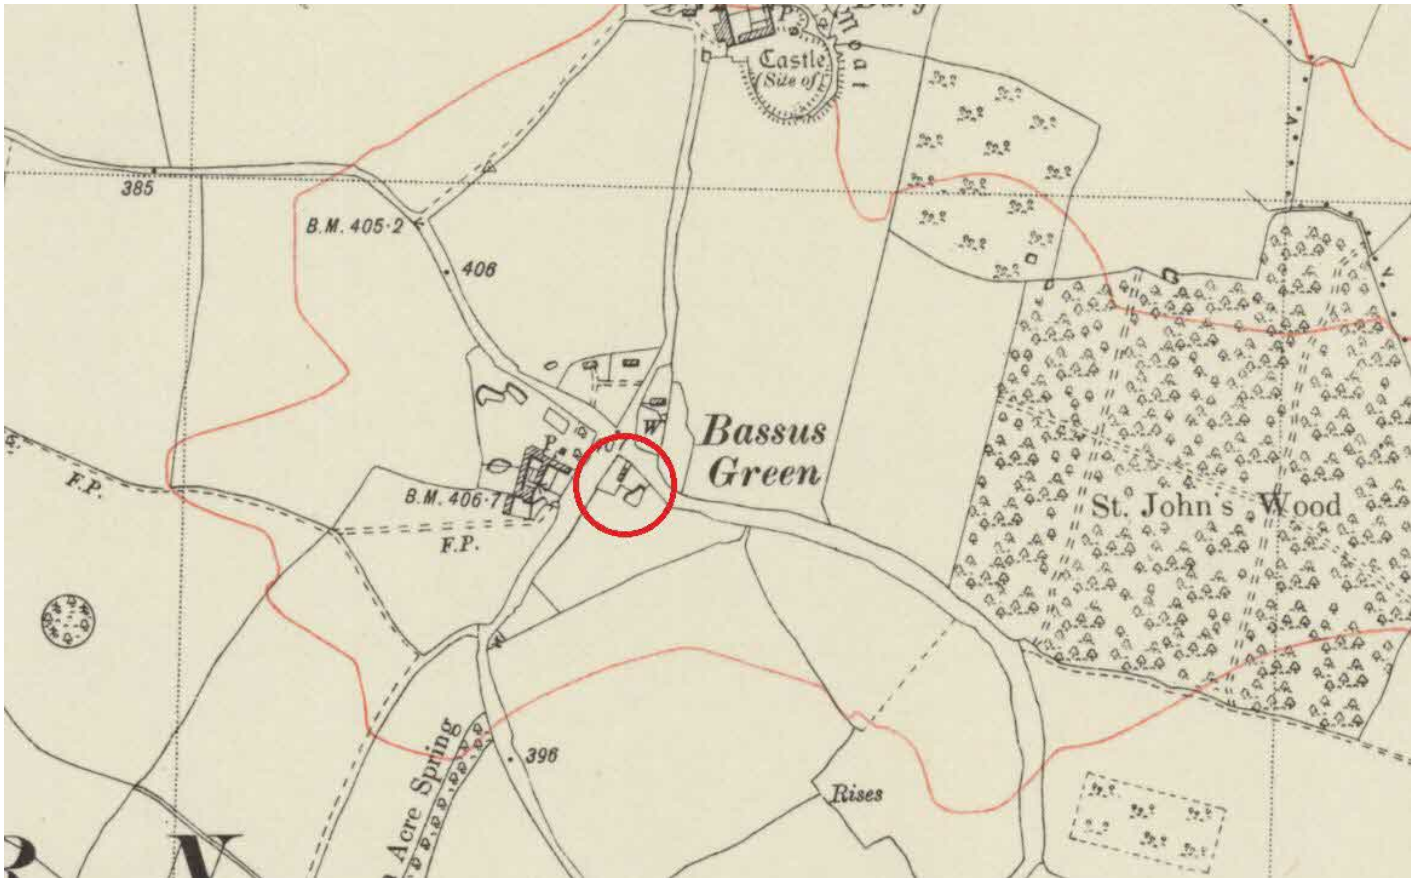 P
Moat
Castle
(Site of)
385
B.M. 405·2
406
W
Bassus
Green
P
B.M. 406·7
F.P.
F.P.
St. John's Wood
W
396
Acre Spring
Rises
N